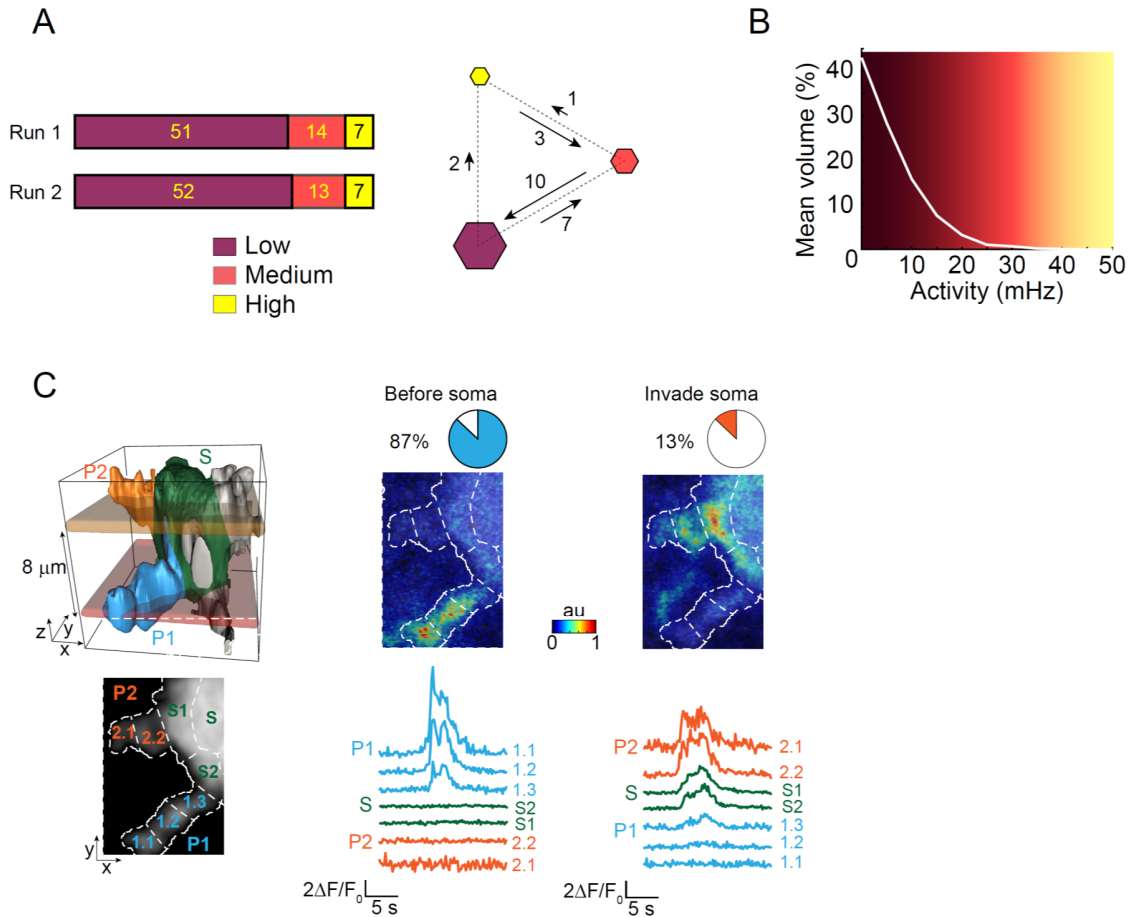 A
Run 1
51
14
7
Run 2
52
13
7
Low
Medium
High
1
3
2
10
7
B
Mean volume (%)
40
30
20
10
0
10
20
30
40
50
Activity (mHz)
C
P2
S
8 μm
z
y
x
P1
P2
S1
S
2.1
2.2
S2
1.3
1.2
1.1
P1
y
x
Before soma
87%
Invade soma
13%
au
0
1
P1
1.1
1.2
1.3
S
S2
S1
P2
2.2
2.1
2ΔF/F0
5 s
P2
2.1
2.2
S
S1
S2
P1
1.3
1.2
1.1
2ΔF/F0
5 s